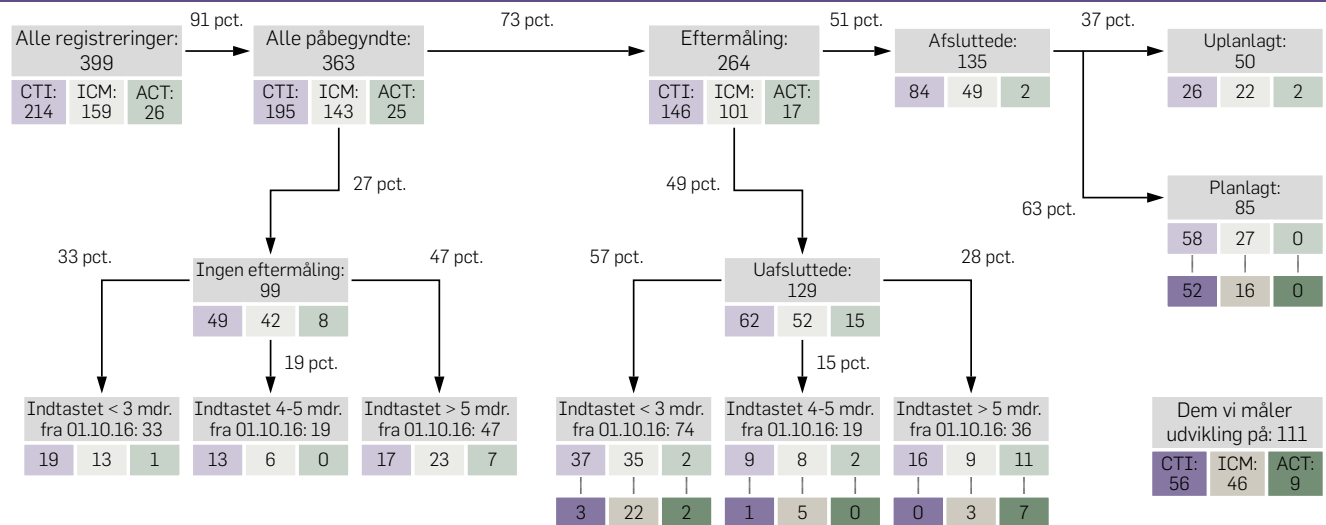 91 pct.
73 pct.
51 pct.
37 pct.
Alle registreringer:
399
CTI: ICM: ACT:
214 159 26
Alle påbegyndte:
363
CTI: ICM: ACT:
195 143 25
Eftermåling:
264
CTI: ICM: ACT:
146 101 17
Afsluttede:
135
84 49 2
Uplanlagt:
50
26 22 2
27 pct.
49 pct.
63 pct.
Planlagt:
85
58 27 0
52 16 0
33 pct.
47 pct.
57 pct.
28 pct.
Ingen eftermåling:
99
49 42 8
Uafsluttede:
129
62 52 15
19 pct.
15 pct.
Indtastet < 3 mdr.
fra 01.10.16: 33
19 13 1
Indtastet 4-5 mdr.
fra 01.10.16: 19
13 6 0
Indtastet > 5 mdr.
fra 01.10.16: 47
17 23 7
Indtastet < 3 mdr.
fra 01.10.16: 74
37 35 2
3 22 2
Indtastet 4-5 mdr.
fra 01.10.16: 19
9 8 2
1 5 0
Indtastet > 5 mdr.
fra 01.10.16: 36
16 9 11
0 3 7
Dem vi måler
udvikling på: 111
CTI: ICM: ACT:
56 46 9